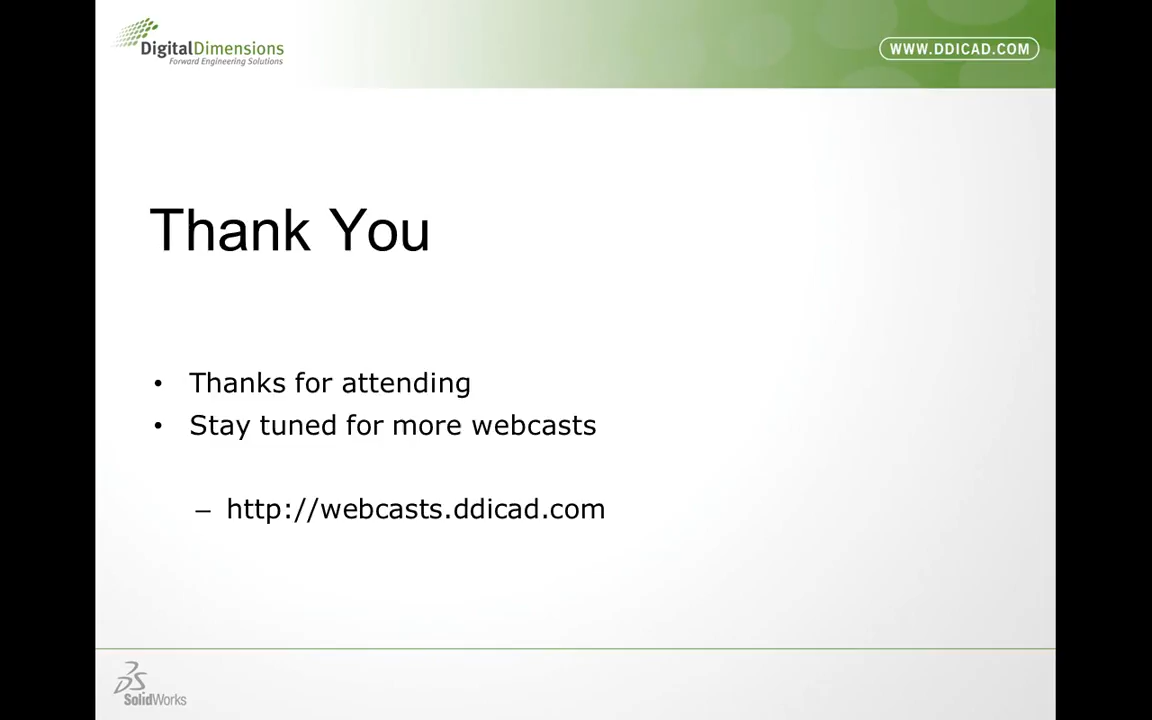 DigitalDimensions
Forward Engineering Solutions
WWW.DDICAD.COM
Thank You
• Thanks for attending
• Stay tuned for more webcasts
– http://webcasts.ddicad.com
DS
SolidWorks